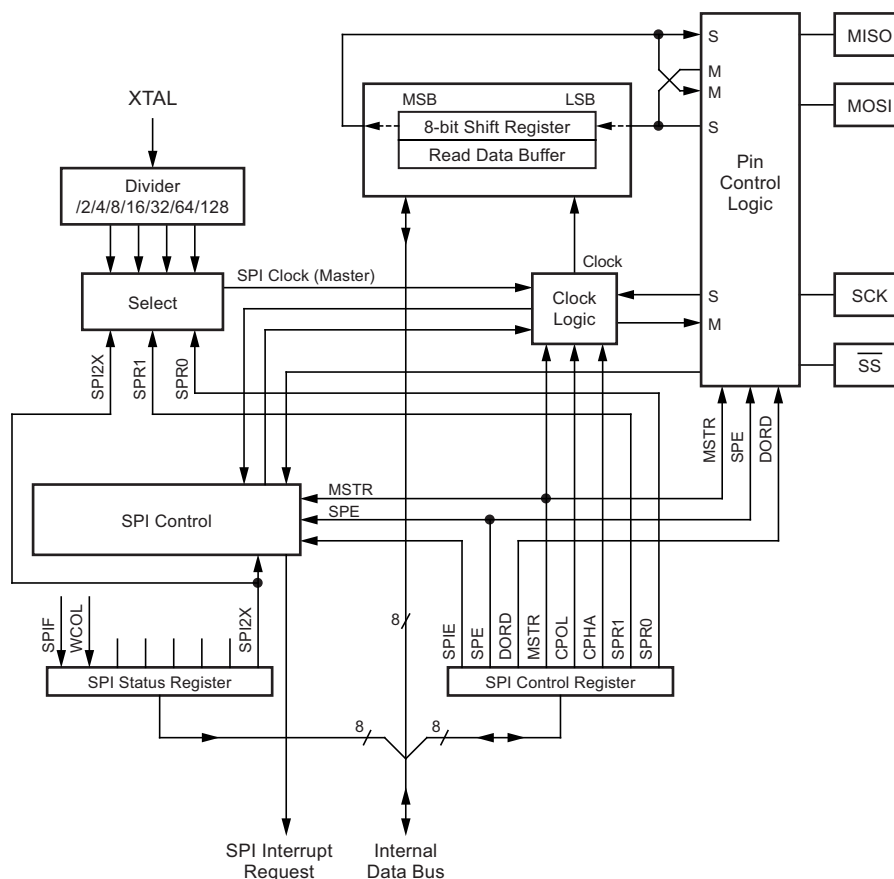 S
MISO
M
M
MOSI
S
XTAL
MSB
LSB
8-bit Shift Register
Read Data Buffer
Pin
Control
Logic
Divider
/2/4/8/16/32/64/128
SPI Clock (Master)
Clock
Select
Clock
Logic
S
M
SCK
SS
SPI2X
SPR1
SPR0
MSTR
SPE
DORD
MSTR
SPE
SPI Control
SPIF
WCOL
SPI2X
8
SPIE
SPE
DORD
MSTR
CPOL
CPHA
SPR1
SPR0
SPI Status Register
SPI Control Register
8
8
SPI Interrupt
Request
Internal
Data Bus